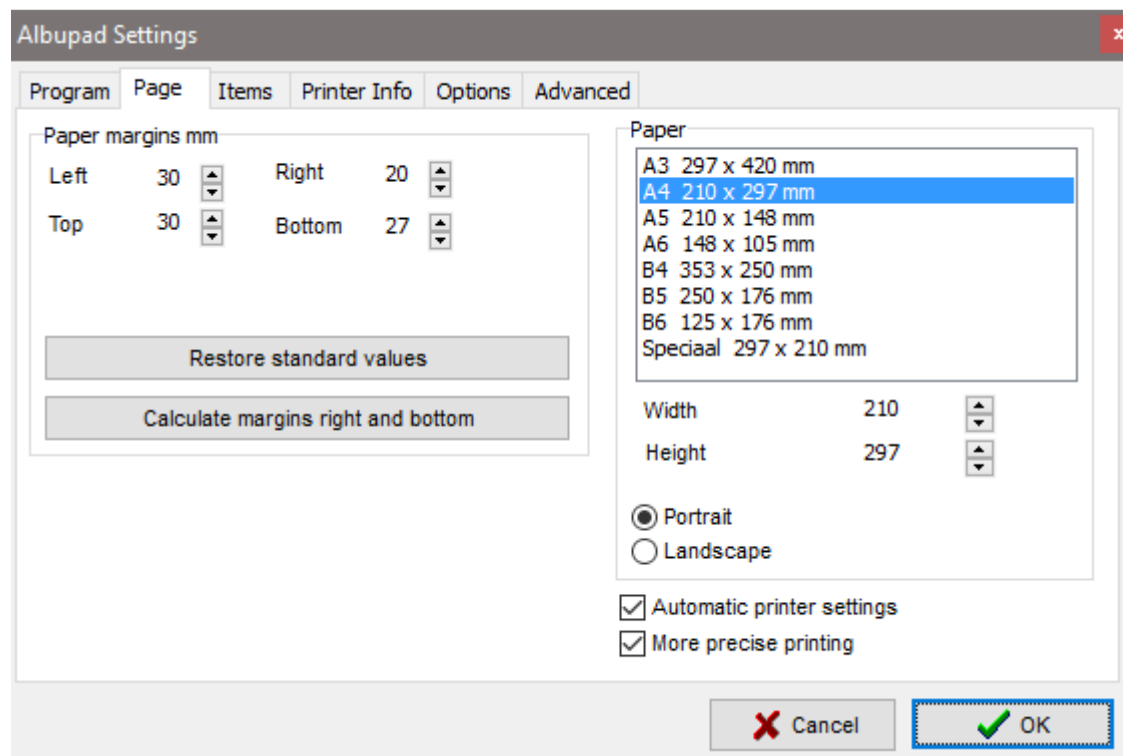 Albupad Settings
x
Program Page Items Printer Info Options Advanced
Paper margins mm
Left 30 Right 20
Top 30 Bottom 27
Restore standard values
Calculate margins right and bottom
Paper
A3 297 x 420 mm
A4 210 x 297 mm
A5 210 x 148 mm
A6 148 x 105 mm
B4 353 x 250 mm
B5 250 x 176 mm
B6 125 x 176 mm
Speciaal 297 x 210 mm
Width 210
Height 297
Portrait
Landscape
Automatic printer settings
More precise printing
Cancel OK